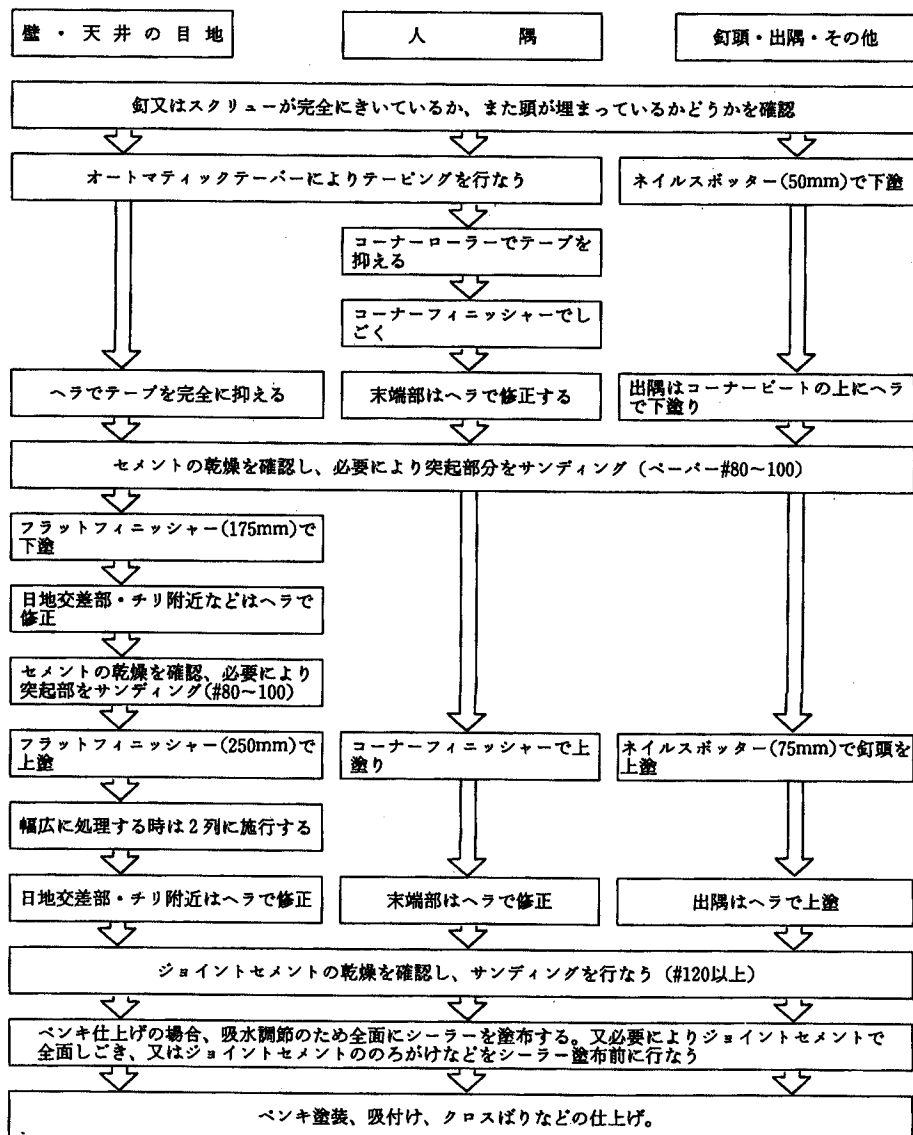 壁・天井の目地
人隅
釘頭・出隅・その他
釘又はスクリューが完全にきいているか、また頭が埋まっているかどうかを確認
オートマティックテーパーによりテーピングを行なう
ネイルスポッター(50mm)で下塗
コーナーローラーでテープを
抑える
コーナーフィニッシャーでし
ごく
ヘラでテープを完全に抑える
末端部はヘラで修正する
出隅はコーナービートの上にヘラ
で下塗り
セメントの乾燥を確認し、必要により突起部分をサンディング(ペーパー#80~100)
フラットフィニッシャー(175mm)で
下塗
日地交差部・チリ附近などはヘラで
修正
セメントの乾燥を確認、必要により
突起部をサンディング(#80~100)
フラットフィニッシャー(250mm)で
上塗
コーナーフィニッシャーで上
塗り
ネイルスポッター(75mm)で釘頭を
上塗
幅広に処理する時は2列に施行する
日地交差部・チリ附近はヘラで修正
末端部はヘラで修正
出隅はヘラで上塗
ジョイントセメントの乾燥を確認し、サンディングを行なう(#120以上)
ペンキ仕上げの場合、吸水調節のため全面にシーラーを塗布する。又必要によりジョイントセメントで
全面しごき、又はジョイントセメントののろがけなどをシーラー塗布前に行なう
ペンキ塗装、吸付け、クロスばりなどの仕上げ。